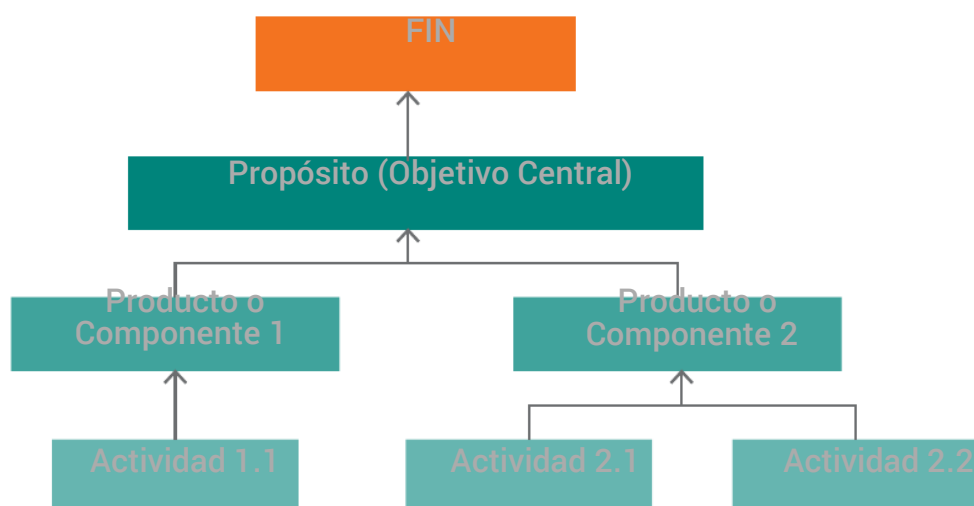 FIN
Propósito (Objetivo Central)
Producto o
Componente 1
Producto o
Componente 2
Actividad 1.1
Actividad 2.1
Actividad 2.2